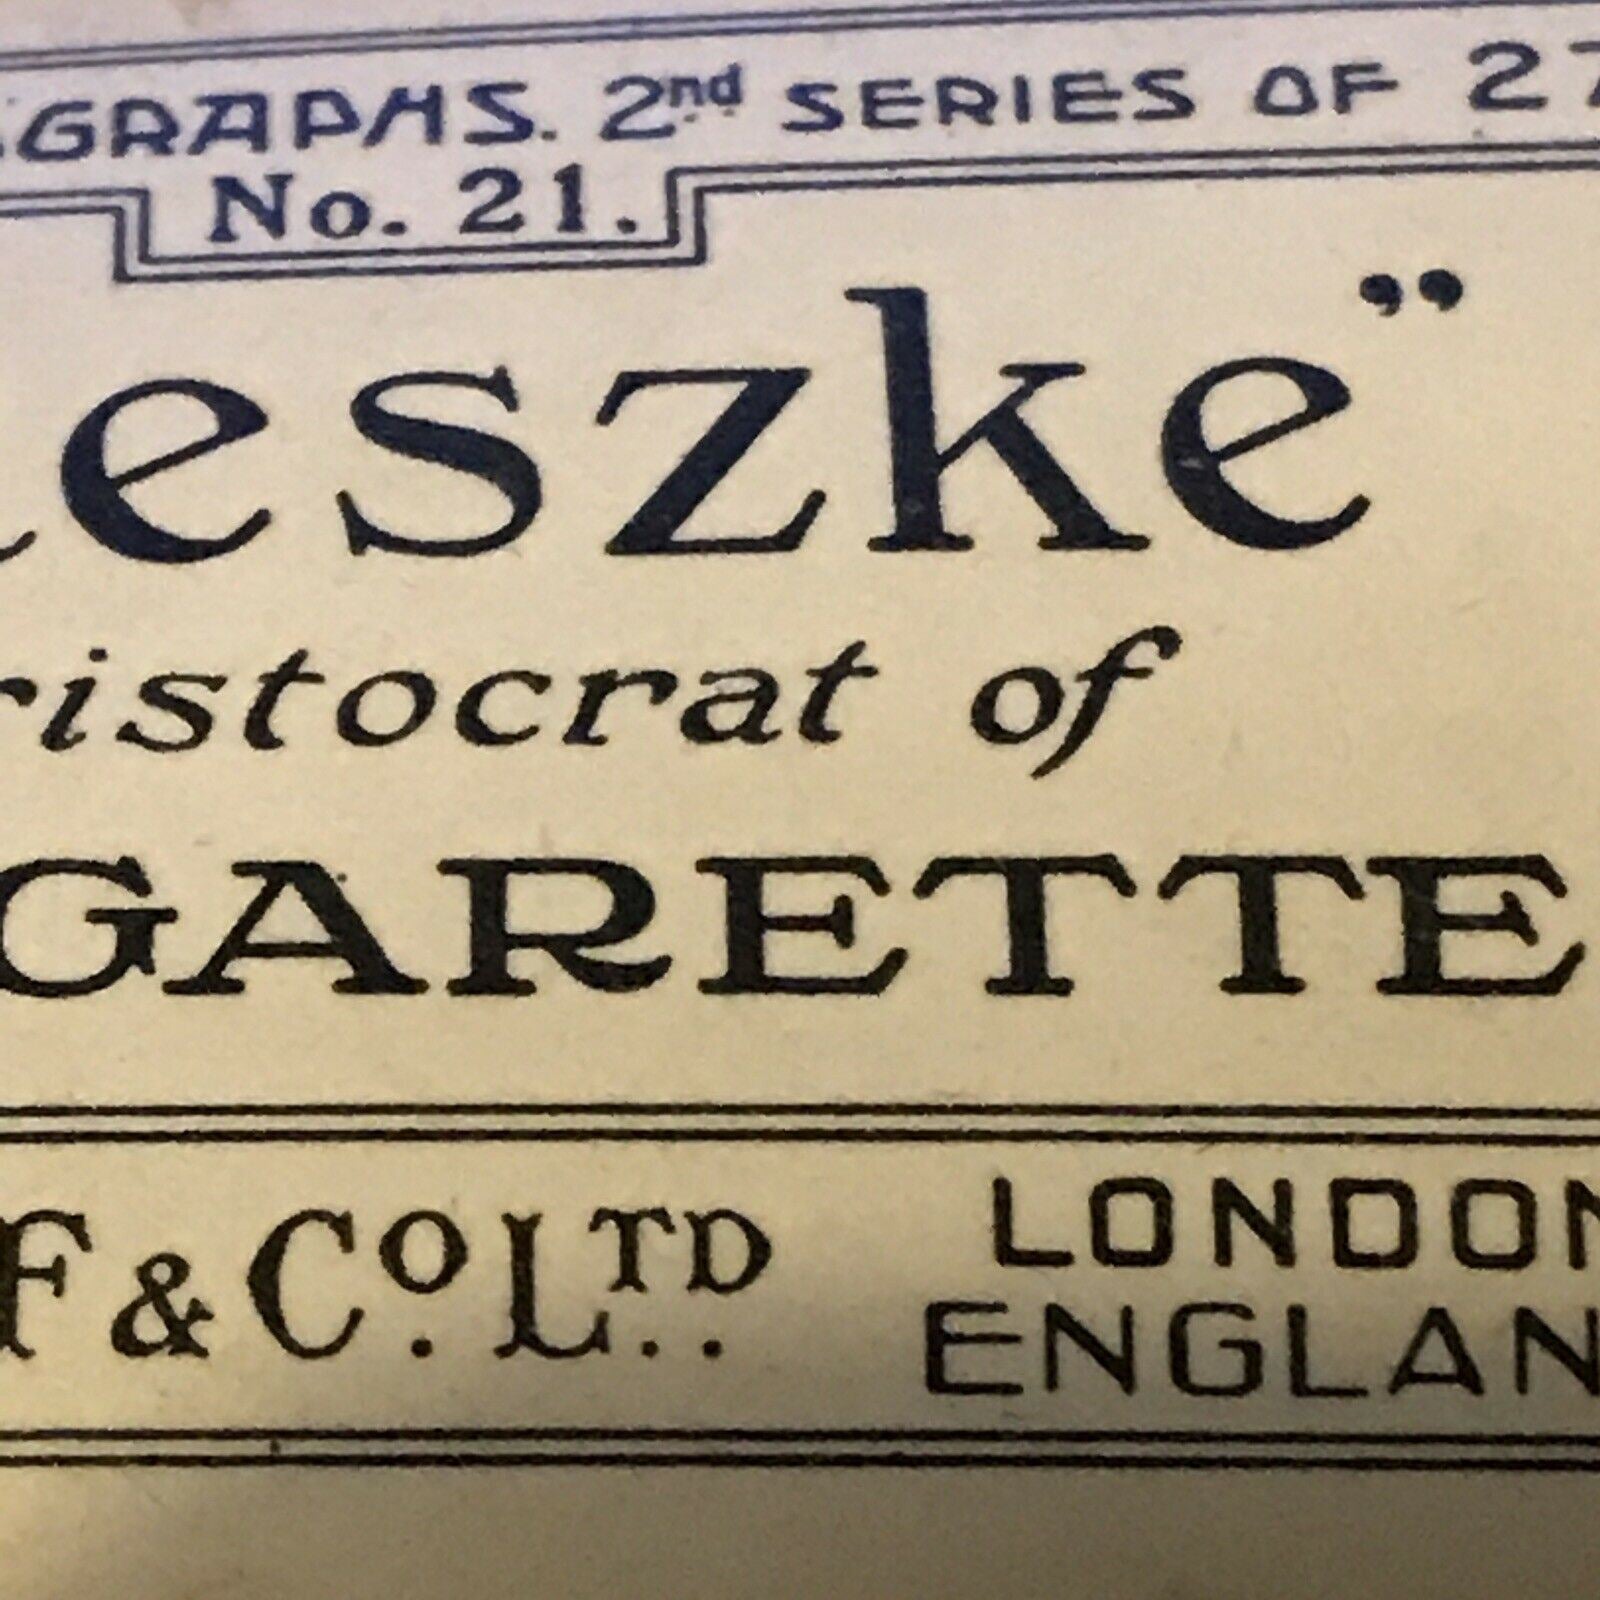 GRAPHS. 2nd SERIES OF 27
No. 21.
eszke"
ristocrat of
GARETTE
F & Co. LTD.. LONDON
ENGLAN